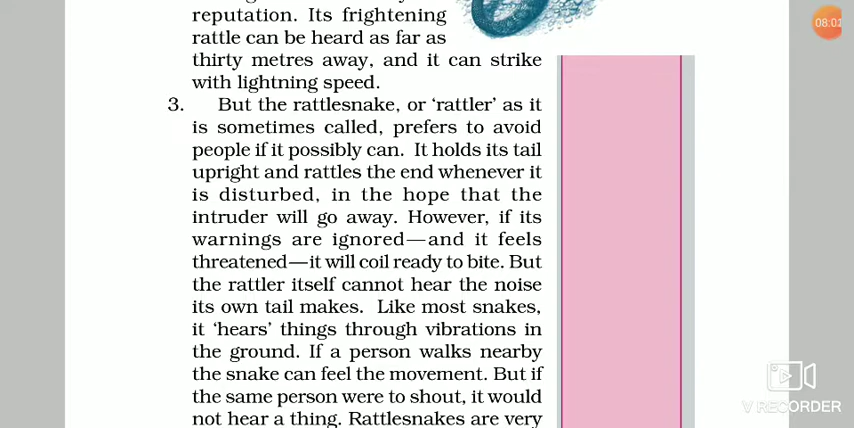 reputation. Its frightening
rattle can be heard as far as
thirty metres away, and it can strike
with lightning speed.
3. But the rattlesnake, or ‘rattler’ as it
is sometimes called, prefers to avoid
people if it possibly can. It holds its tail
upright and rattles the end whenever it
is disturbed, in the hope that the
intruder will go away. However, if its
warnings are ignored—and it feels
threatened—it will coil ready to bite. But
the rattler itself cannot hear the noise
its own tail makes. Like most snakes,
it ‘hears’ things through vibrations in
the ground. If a person walks nearby
the snake can feel the movement. But if
the same person were to shout, it would
not hear a thing. Rattlesnakes are very
08:02
V RECORDER